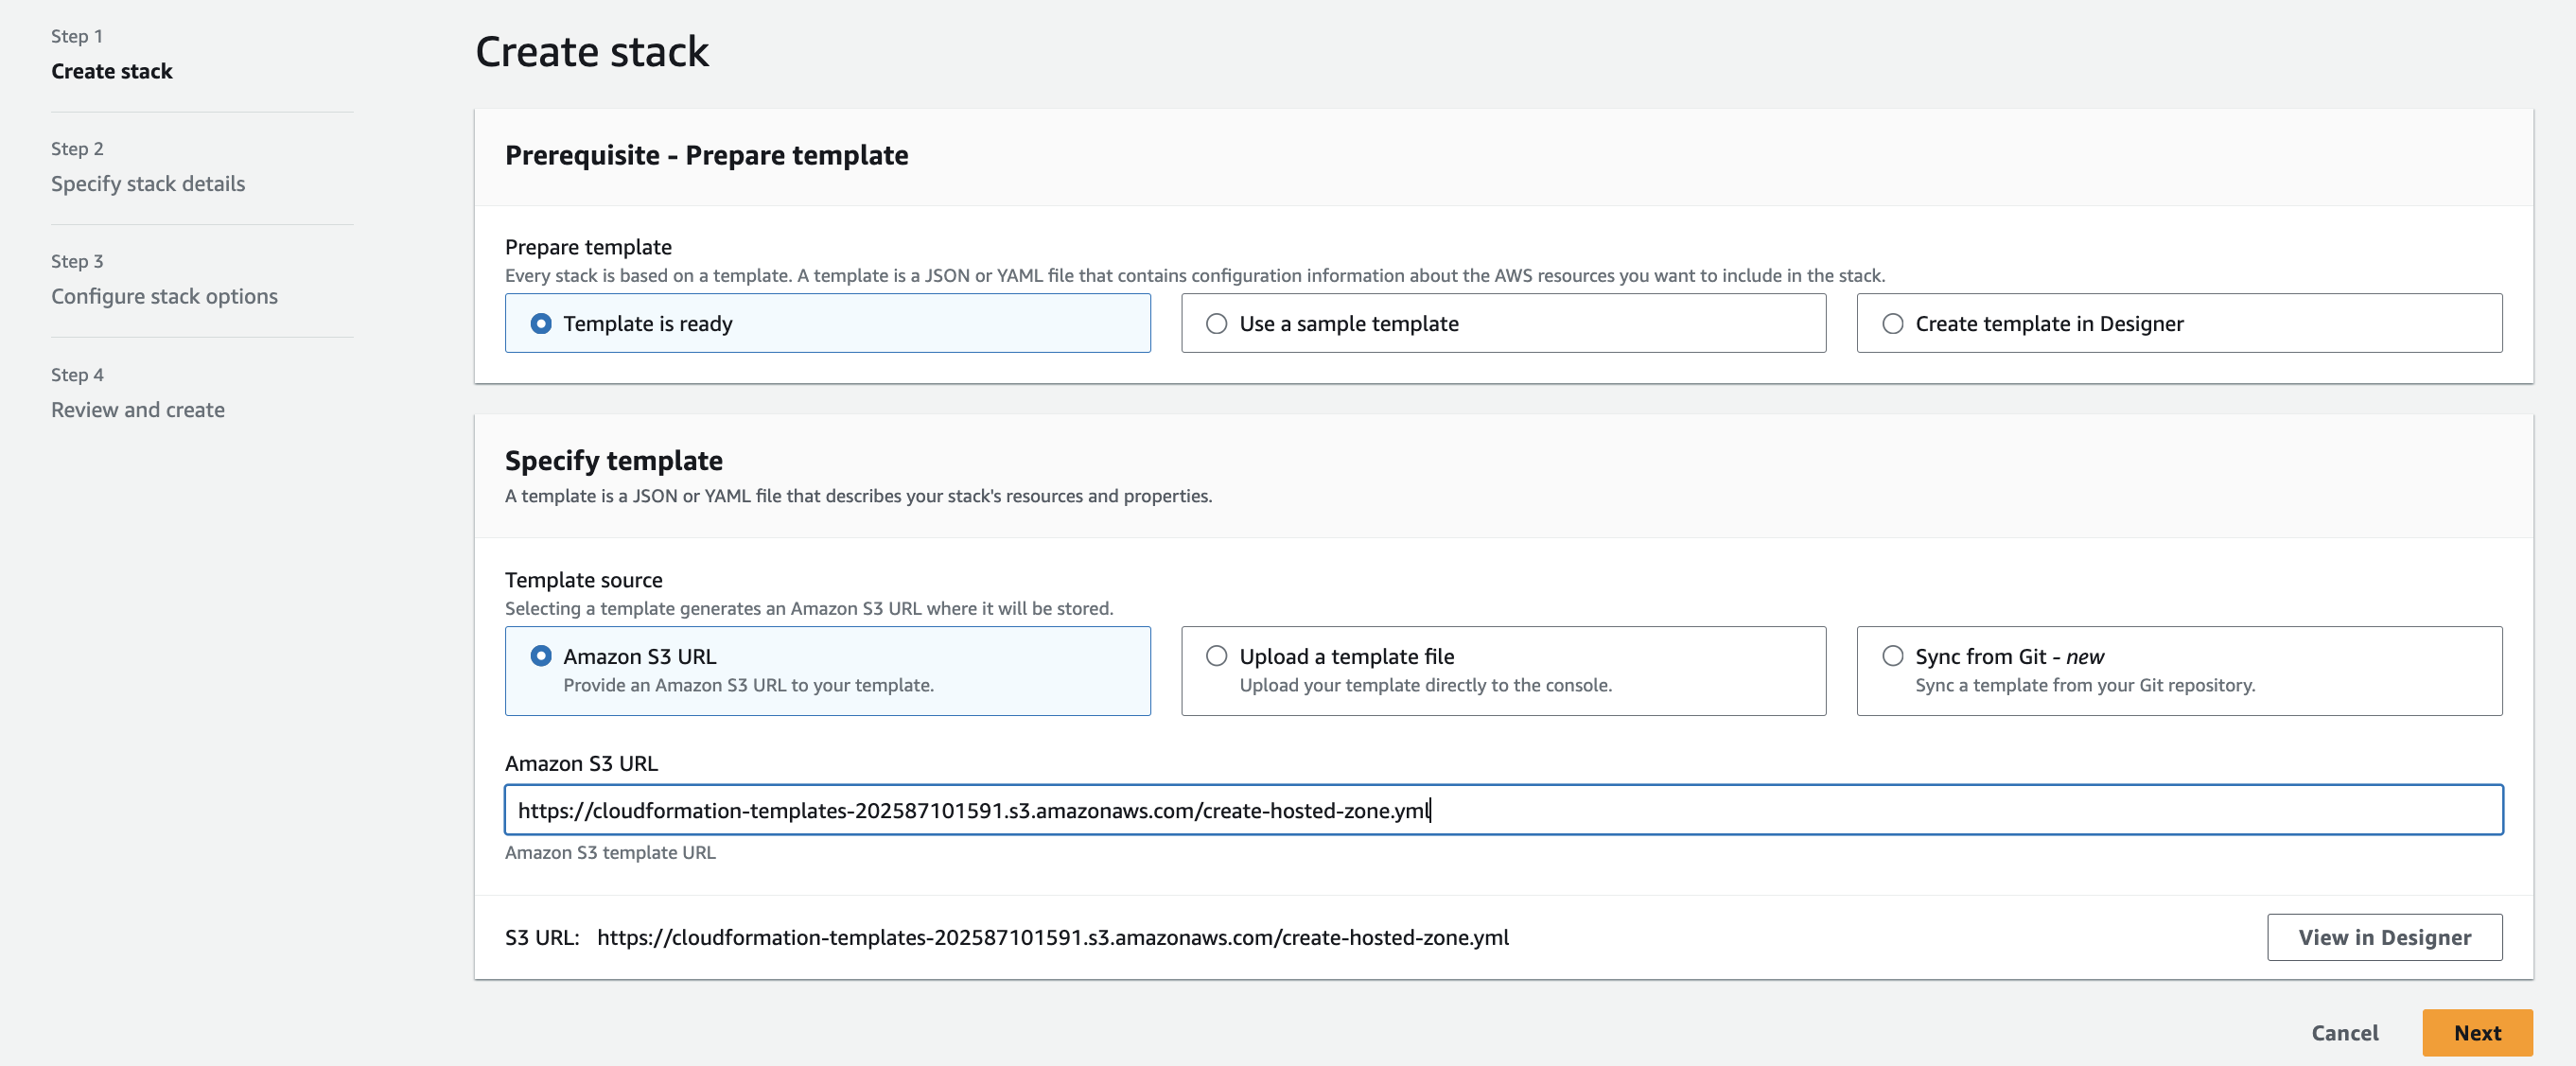 Step 1
Create stack
Step 2
Specify stack details
Step 3
Configure stack options
Step 4
Review and create
Create stack
Prerequisite - Prepare template
Prepare template
Every stack is based on a template. A template is a JSON or YAML file that contains configuration information about the AWS resources you want to include in the stack.
Template is ready
Use a sample template
Create template in Designer
Specify template
A template is a JSON or YAML file that describes your stack's resources and properties.
Template source
Selecting a template generates an Amazon S3 URL where it will be stored.
Amazon S3 URL
Provide an Amazon S3 URL to your template.
Upload a template file
Upload your template directly to the console.
Sync from Git - new
Sync a template from your Git repository.
Amazon S3 URL
https://cloudformation-templates-202587101591.s3.amazonaws.com/create-hosted-zone.yml
Amazon S3 template URL
S3 URL: https://cloudformation-templates-202587101591.s3.amazonaws.com/create-hosted-zone.yml
View in Designer
Cancel
Next